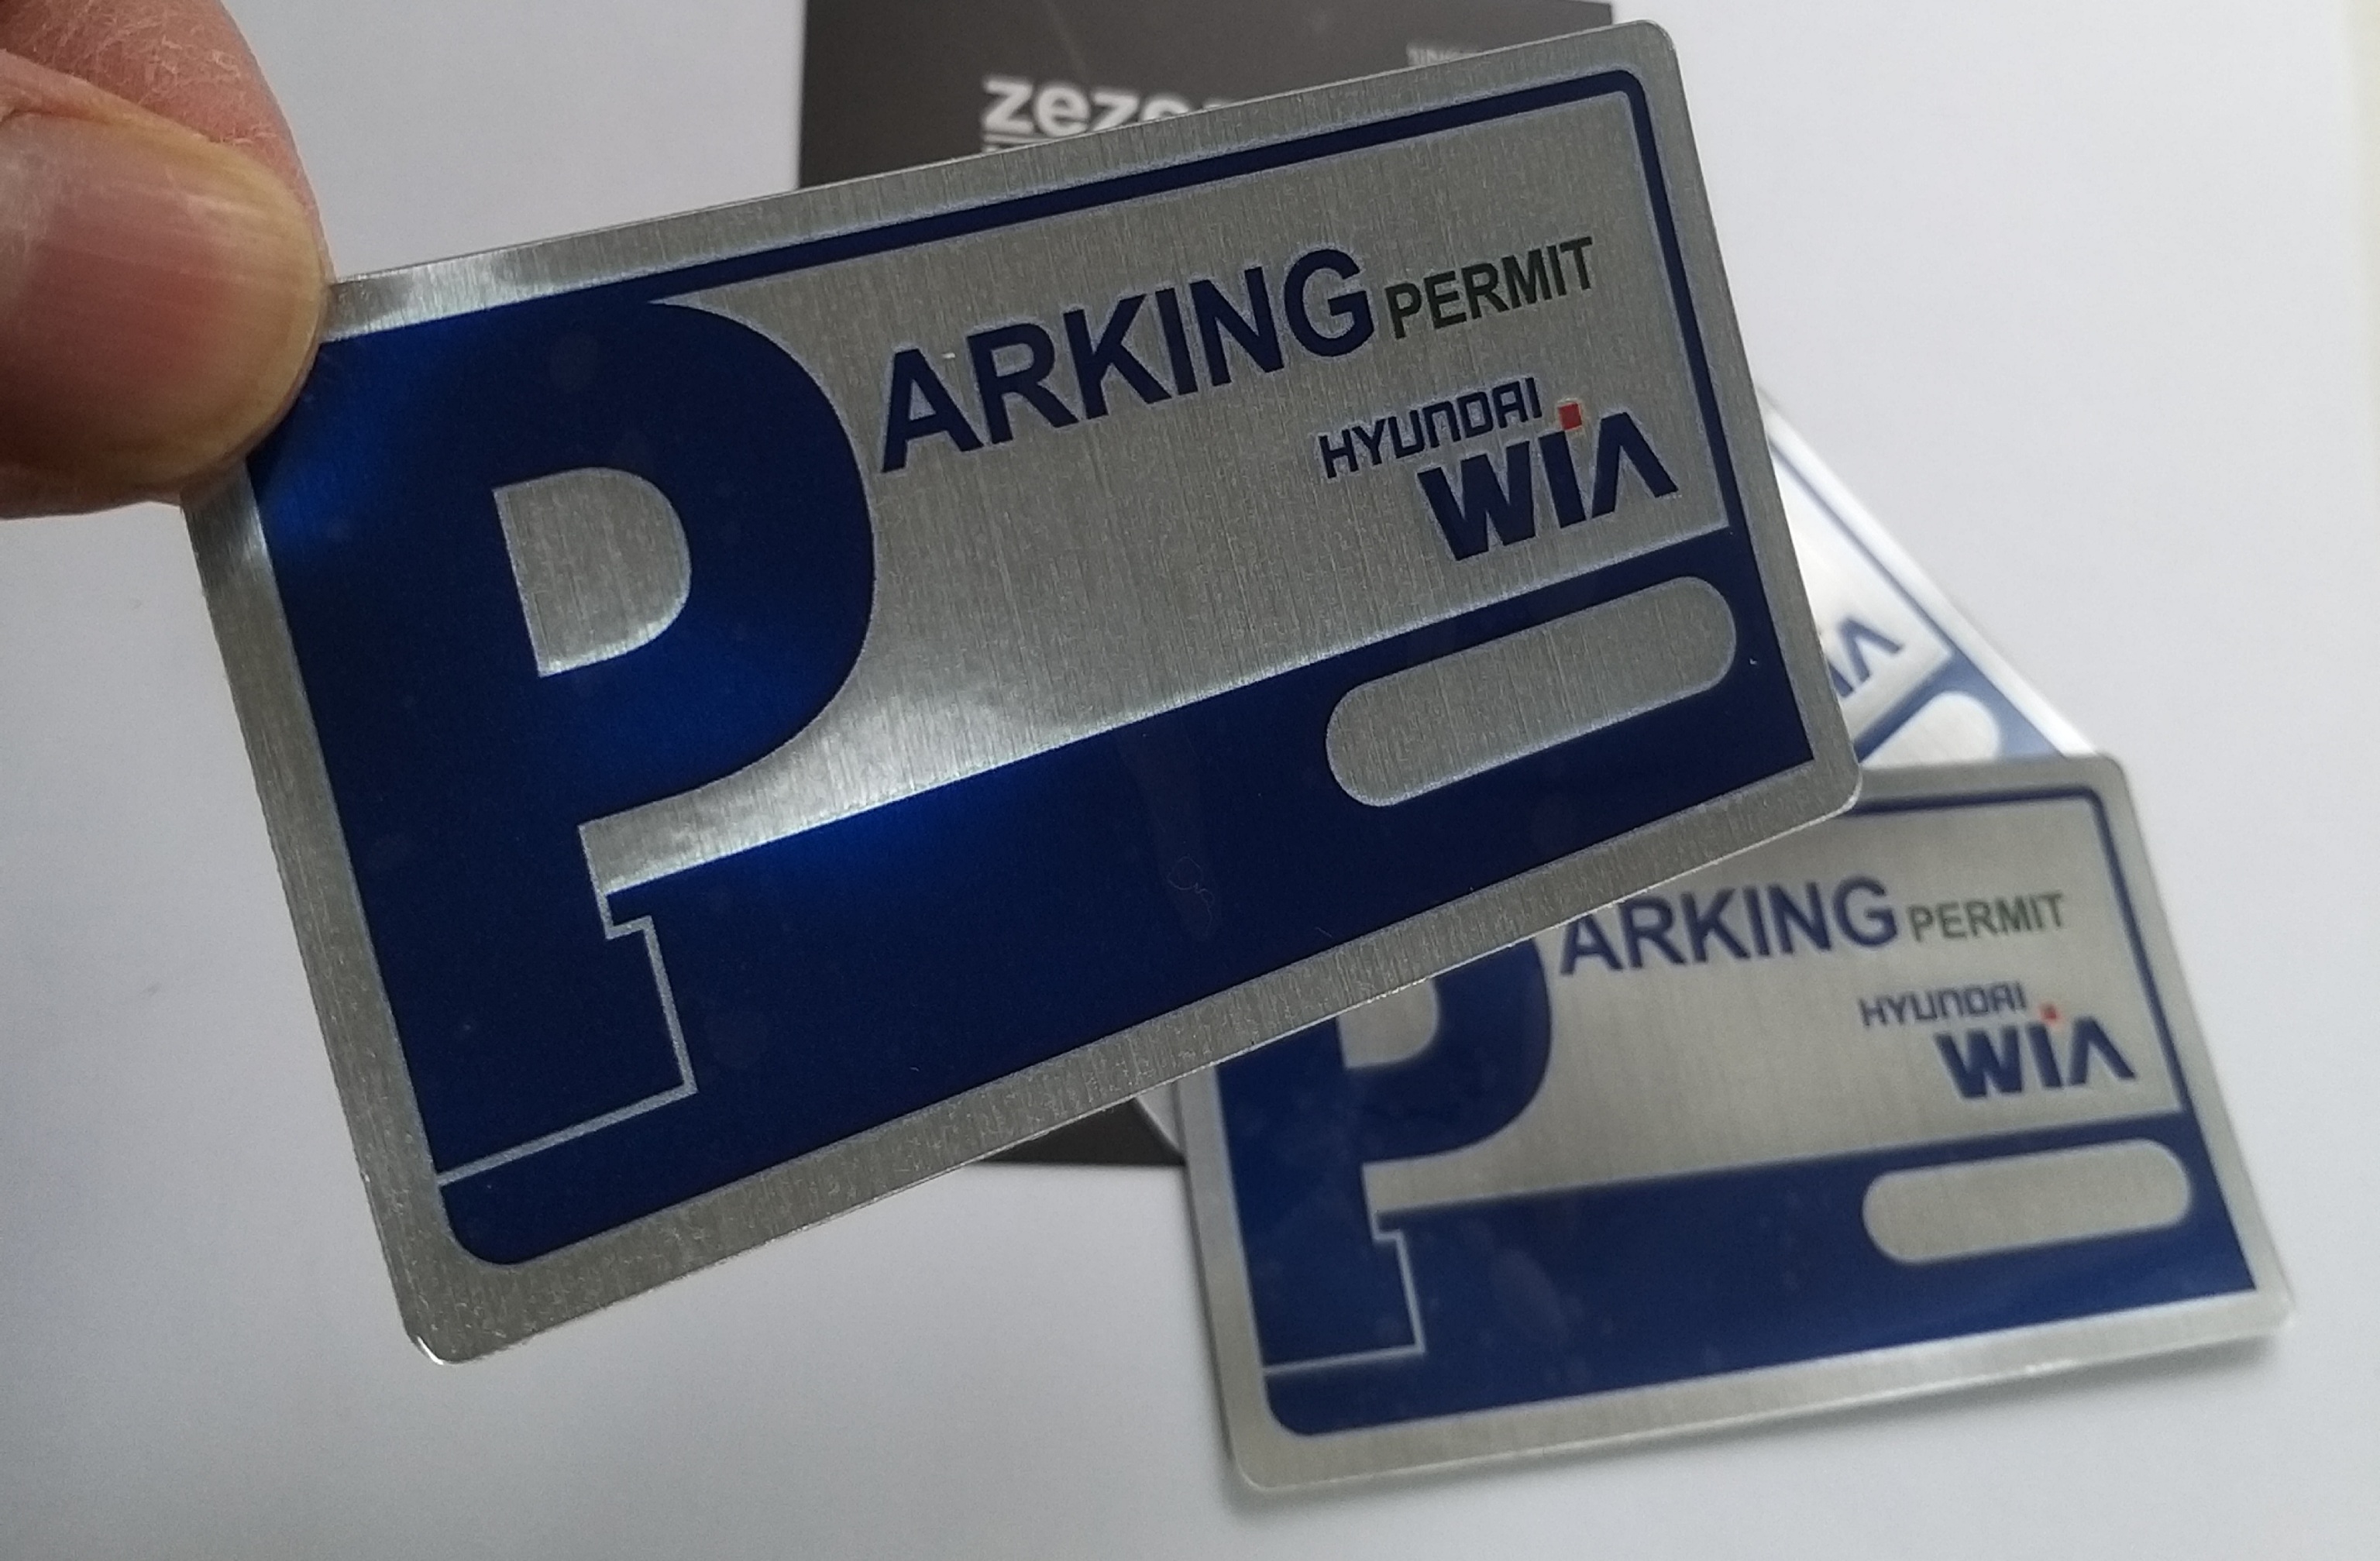 PARKING PERMIT
HYUNDAI
WIA
PARKING PERMIT
HYUNDAI
WIA